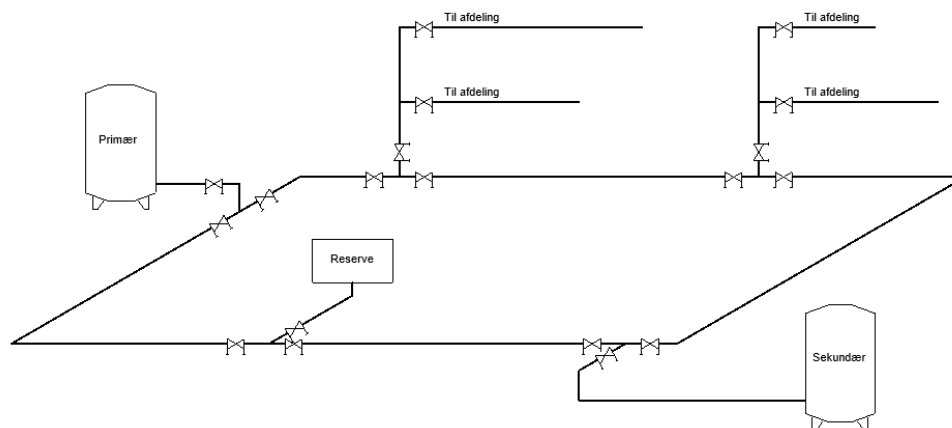 Til afdeling
Til afdeling
Til afdeling
Til afdeling
Primær
Reserve
Sekundær